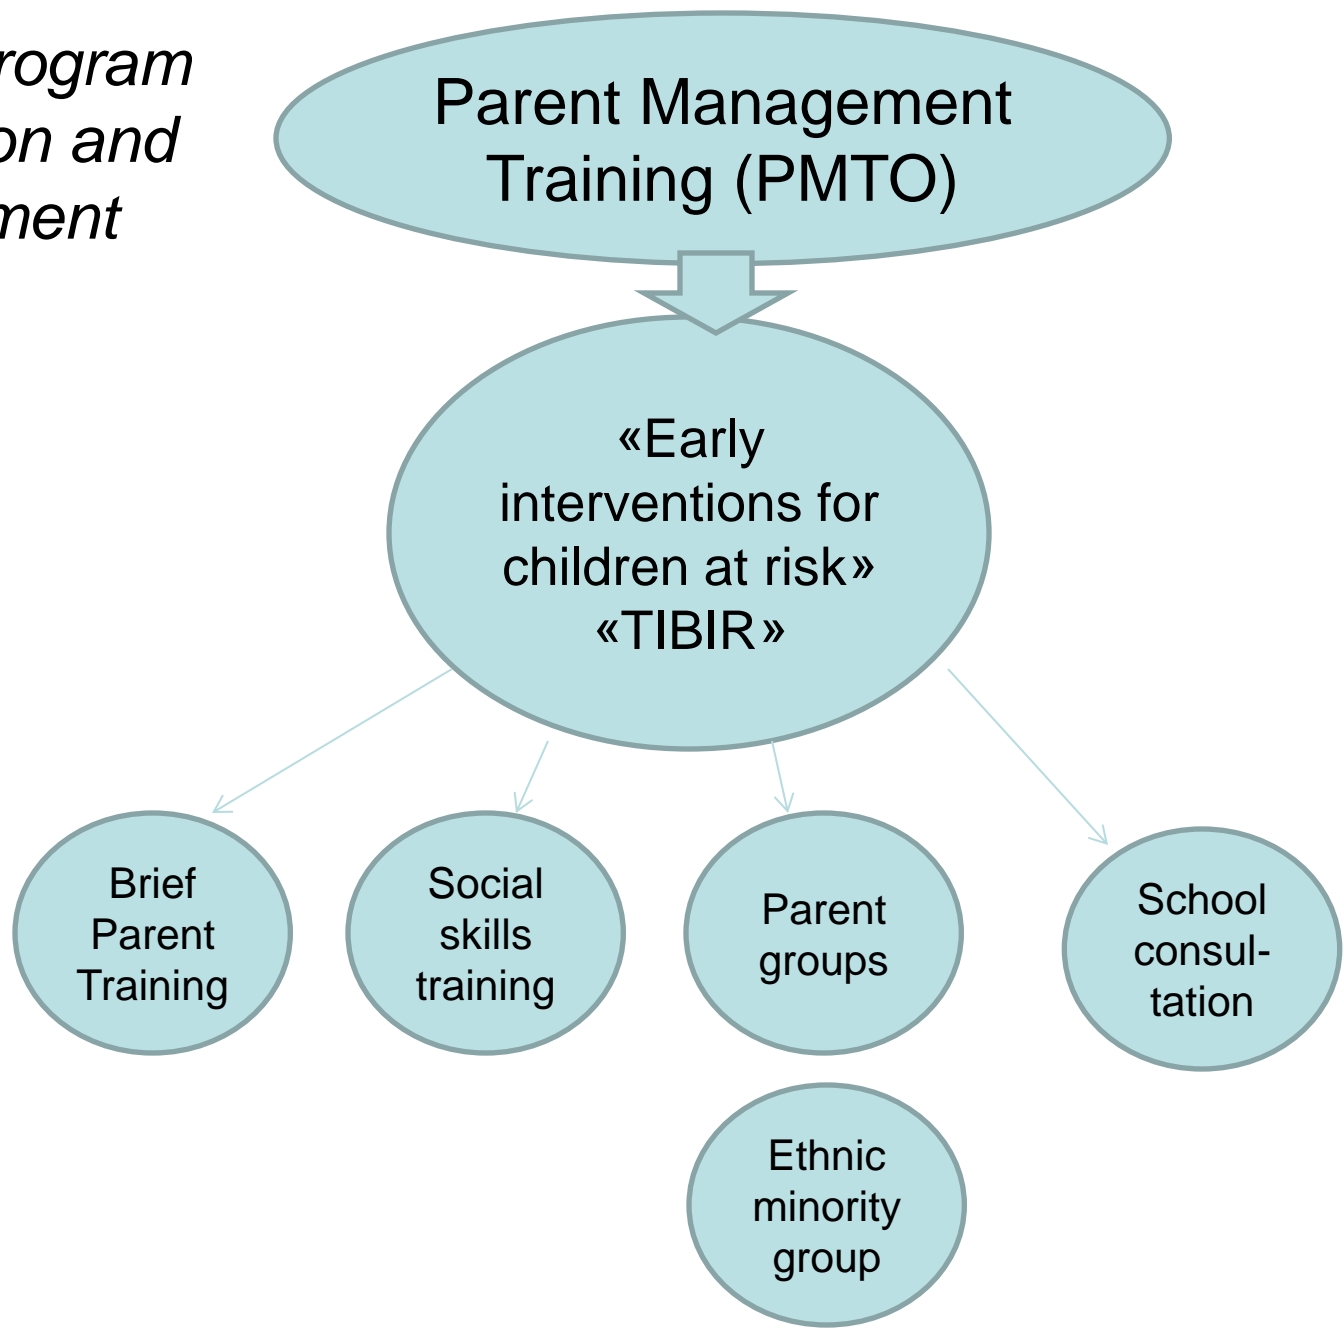 rogram
on and
ment
Parent Management
Training (PMTO)
«Early
interventions for
children at risk»
«TIBIR»
Brief
Parent
Training
Social
skills
training
Parent
groups
School
consul-
tation
Ethnic
minority
group